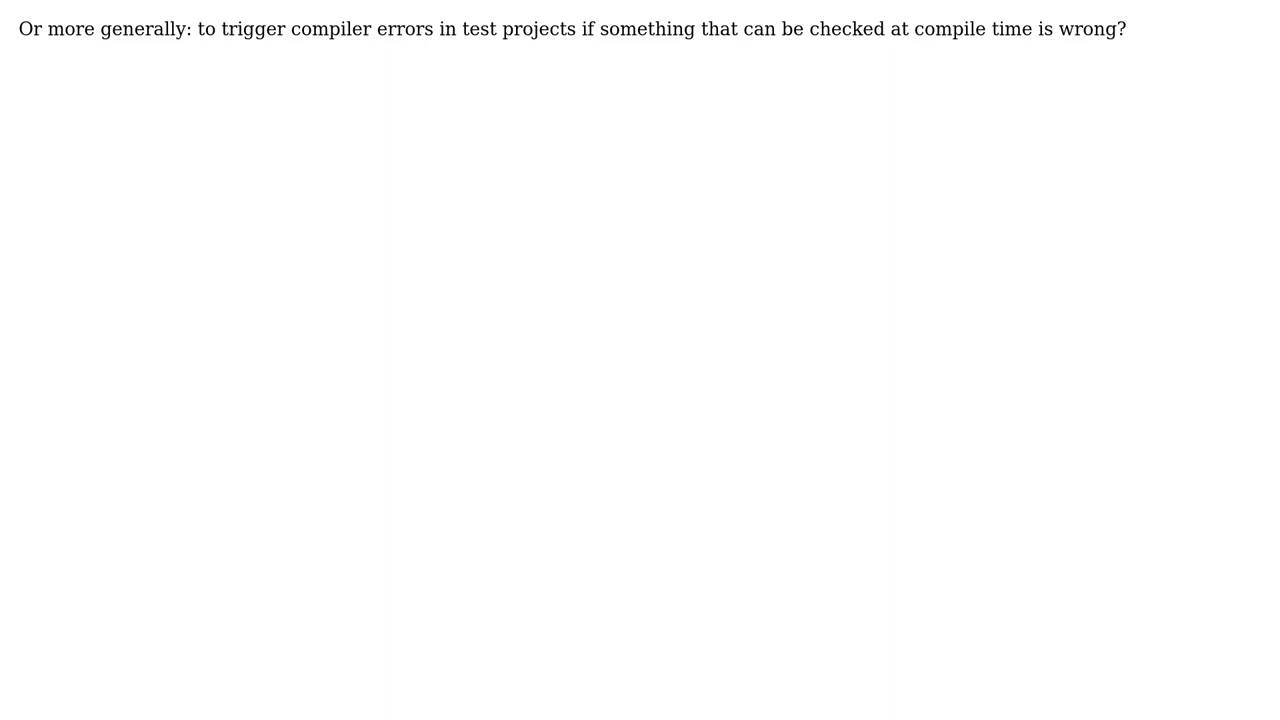 Or more generally: to trigger compiler errors in test projects if something that can be checked at compile time is wrong?